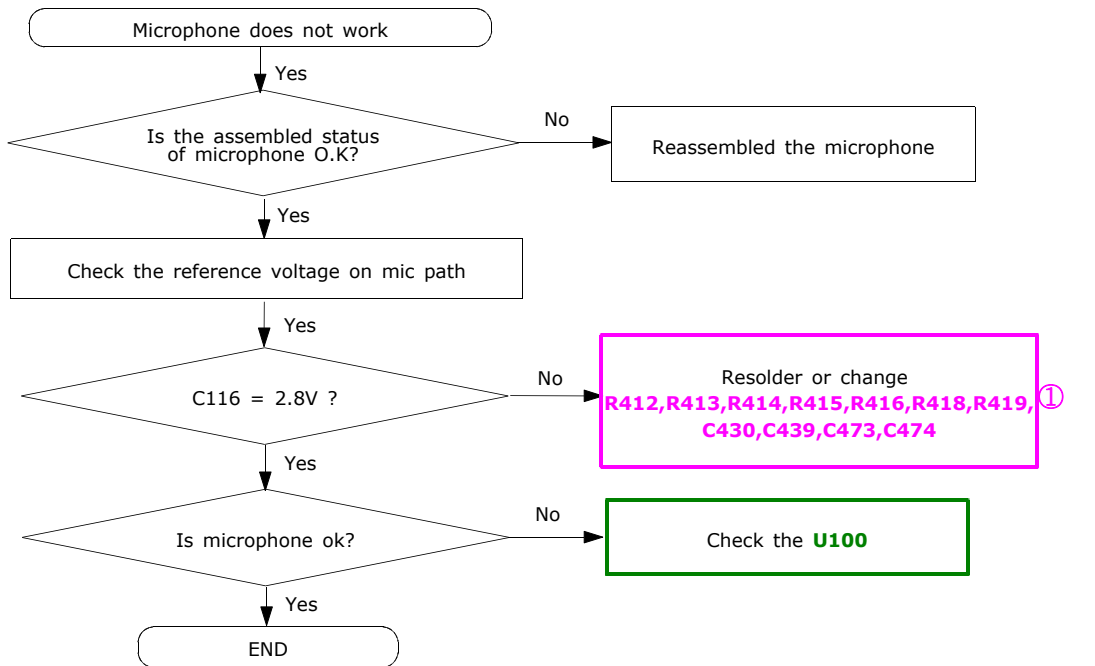 Microphone does not work
Yes
Is the assembled status
of microphone O.K?
No
Reassembled the microphone
Yes
Check the reference voltage on mic path
Yes
C116 = 2.8V ?
No
Resolder or change
R412,R413,R414,R415,R416,R418,R419,
C430,C439,C473,C474
①
Yes
Is microphone ok?
No
Check the U100
Yes
END